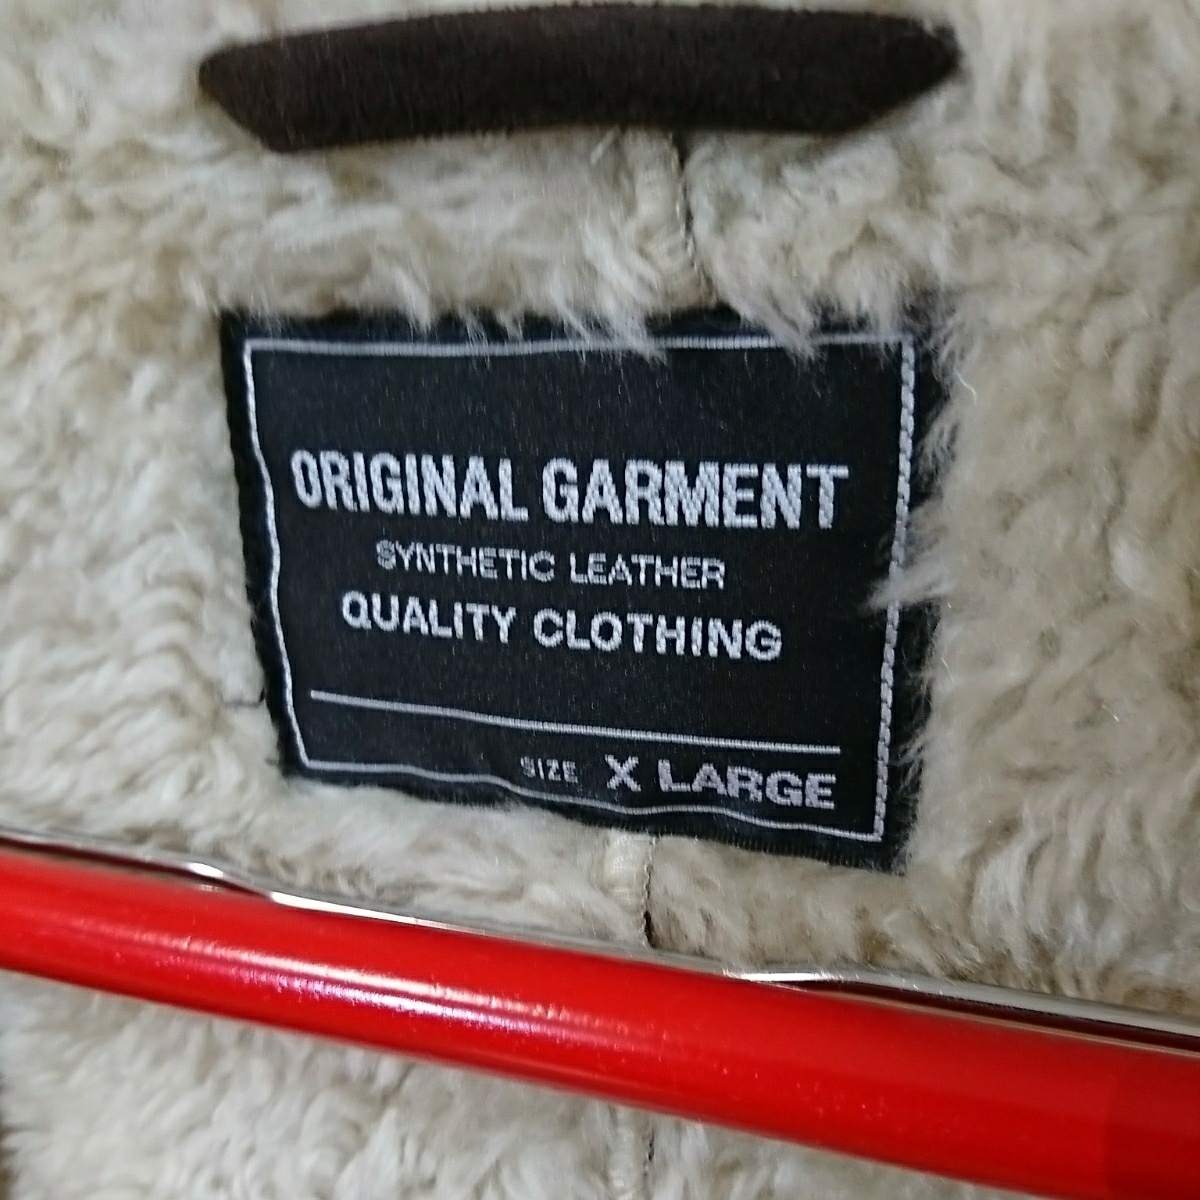 ORIGINAL GARMENT
SYNTHETIC LEATHER
QUALITY CLOTHING
SIZE X LARGE